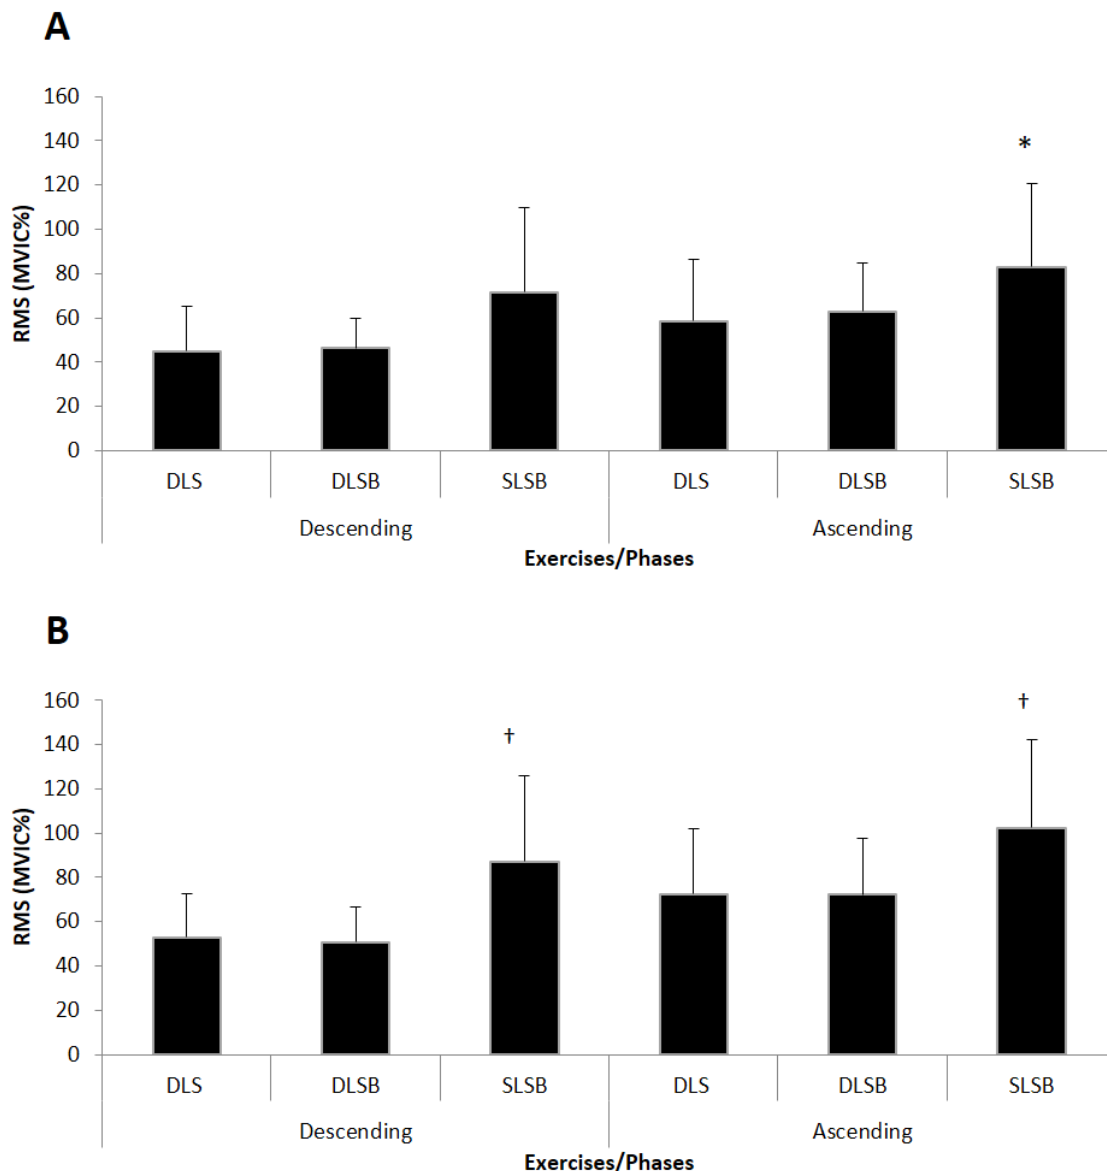 A
160
140
120
100
80
60
40
20
0
RMS (MVIC%)
*
DLS DLSB SLSB DLS DLSB SLSB
Descending Ascending
Exercises/Phases
B
160
140
120
100
80
60
40
20
0
RMS (MVIC%)
† †
DLS DLSB SLSB DLS DLSB SLSB
Descending Ascending
Exercises/Phases